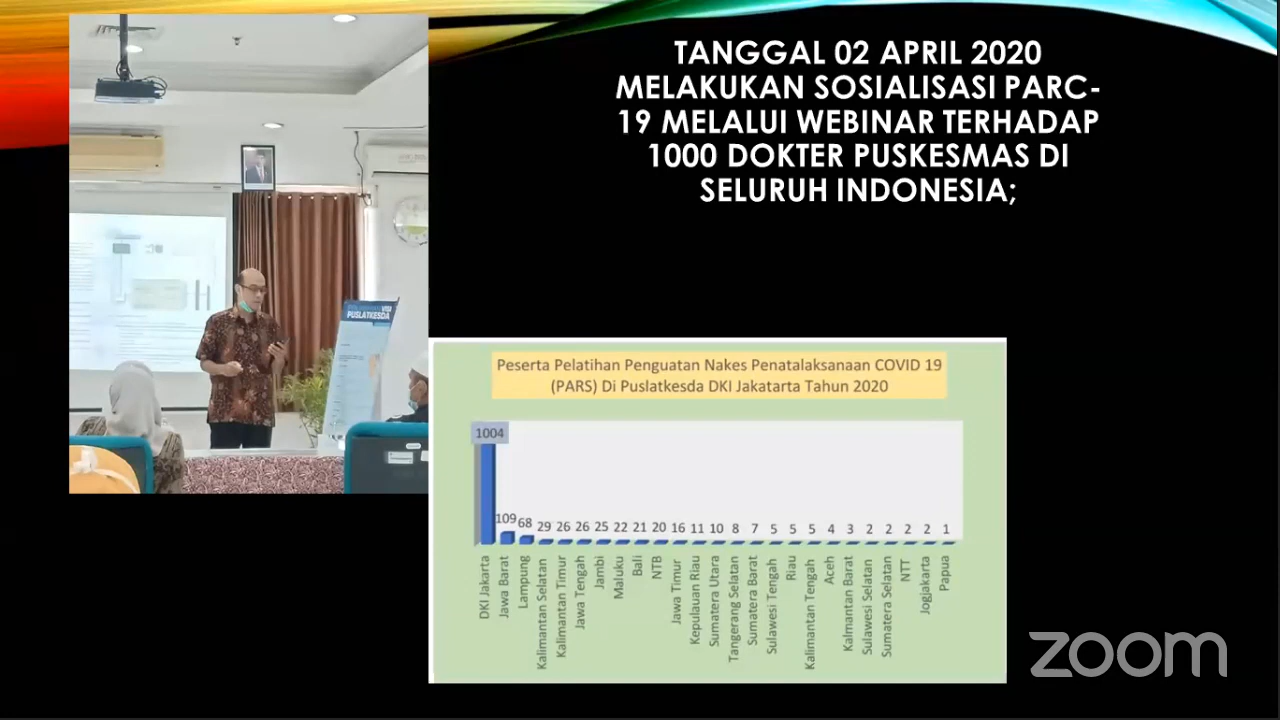 TANGGAL 02 APRIL 2020
MELAKUKAN SOSIALISASI PARC-
19 MELALUI WEBINAR TERHADAP
1000 DOKTER PUSKESMAS DI
SELURUH INDONESIA;
VISI
PUSLATKESDA
Peserta Pelatihan Penguatan Nakes Penatalaksanaan COVID 19
(PARS) Di Puslatkesda DKI Jakatarta Tahun 2020
1004
109 68 29 26 26 25 22 21 20 16 11 10 8 7 5 5 5 4 3 2 2 2 2 1
DKI Jakarta
Jawa Barat
Lampung
Kalimantan Selatan
Kalimantan Timur
Jawa Tengah
Jambi
Maluku
Bali
NTB
Jawa Timur
Kepulauan Riau
Sumatera Utara
Tangerang Selatan
Sumatera Barat
Sulawesi Tengah
Riau
Kalimantan Tengah
Aceh
Kalmantan Barat
Sulawesi Selatan
Sumatera Selatan
NTT
Jogjakarta
Papua
zoom